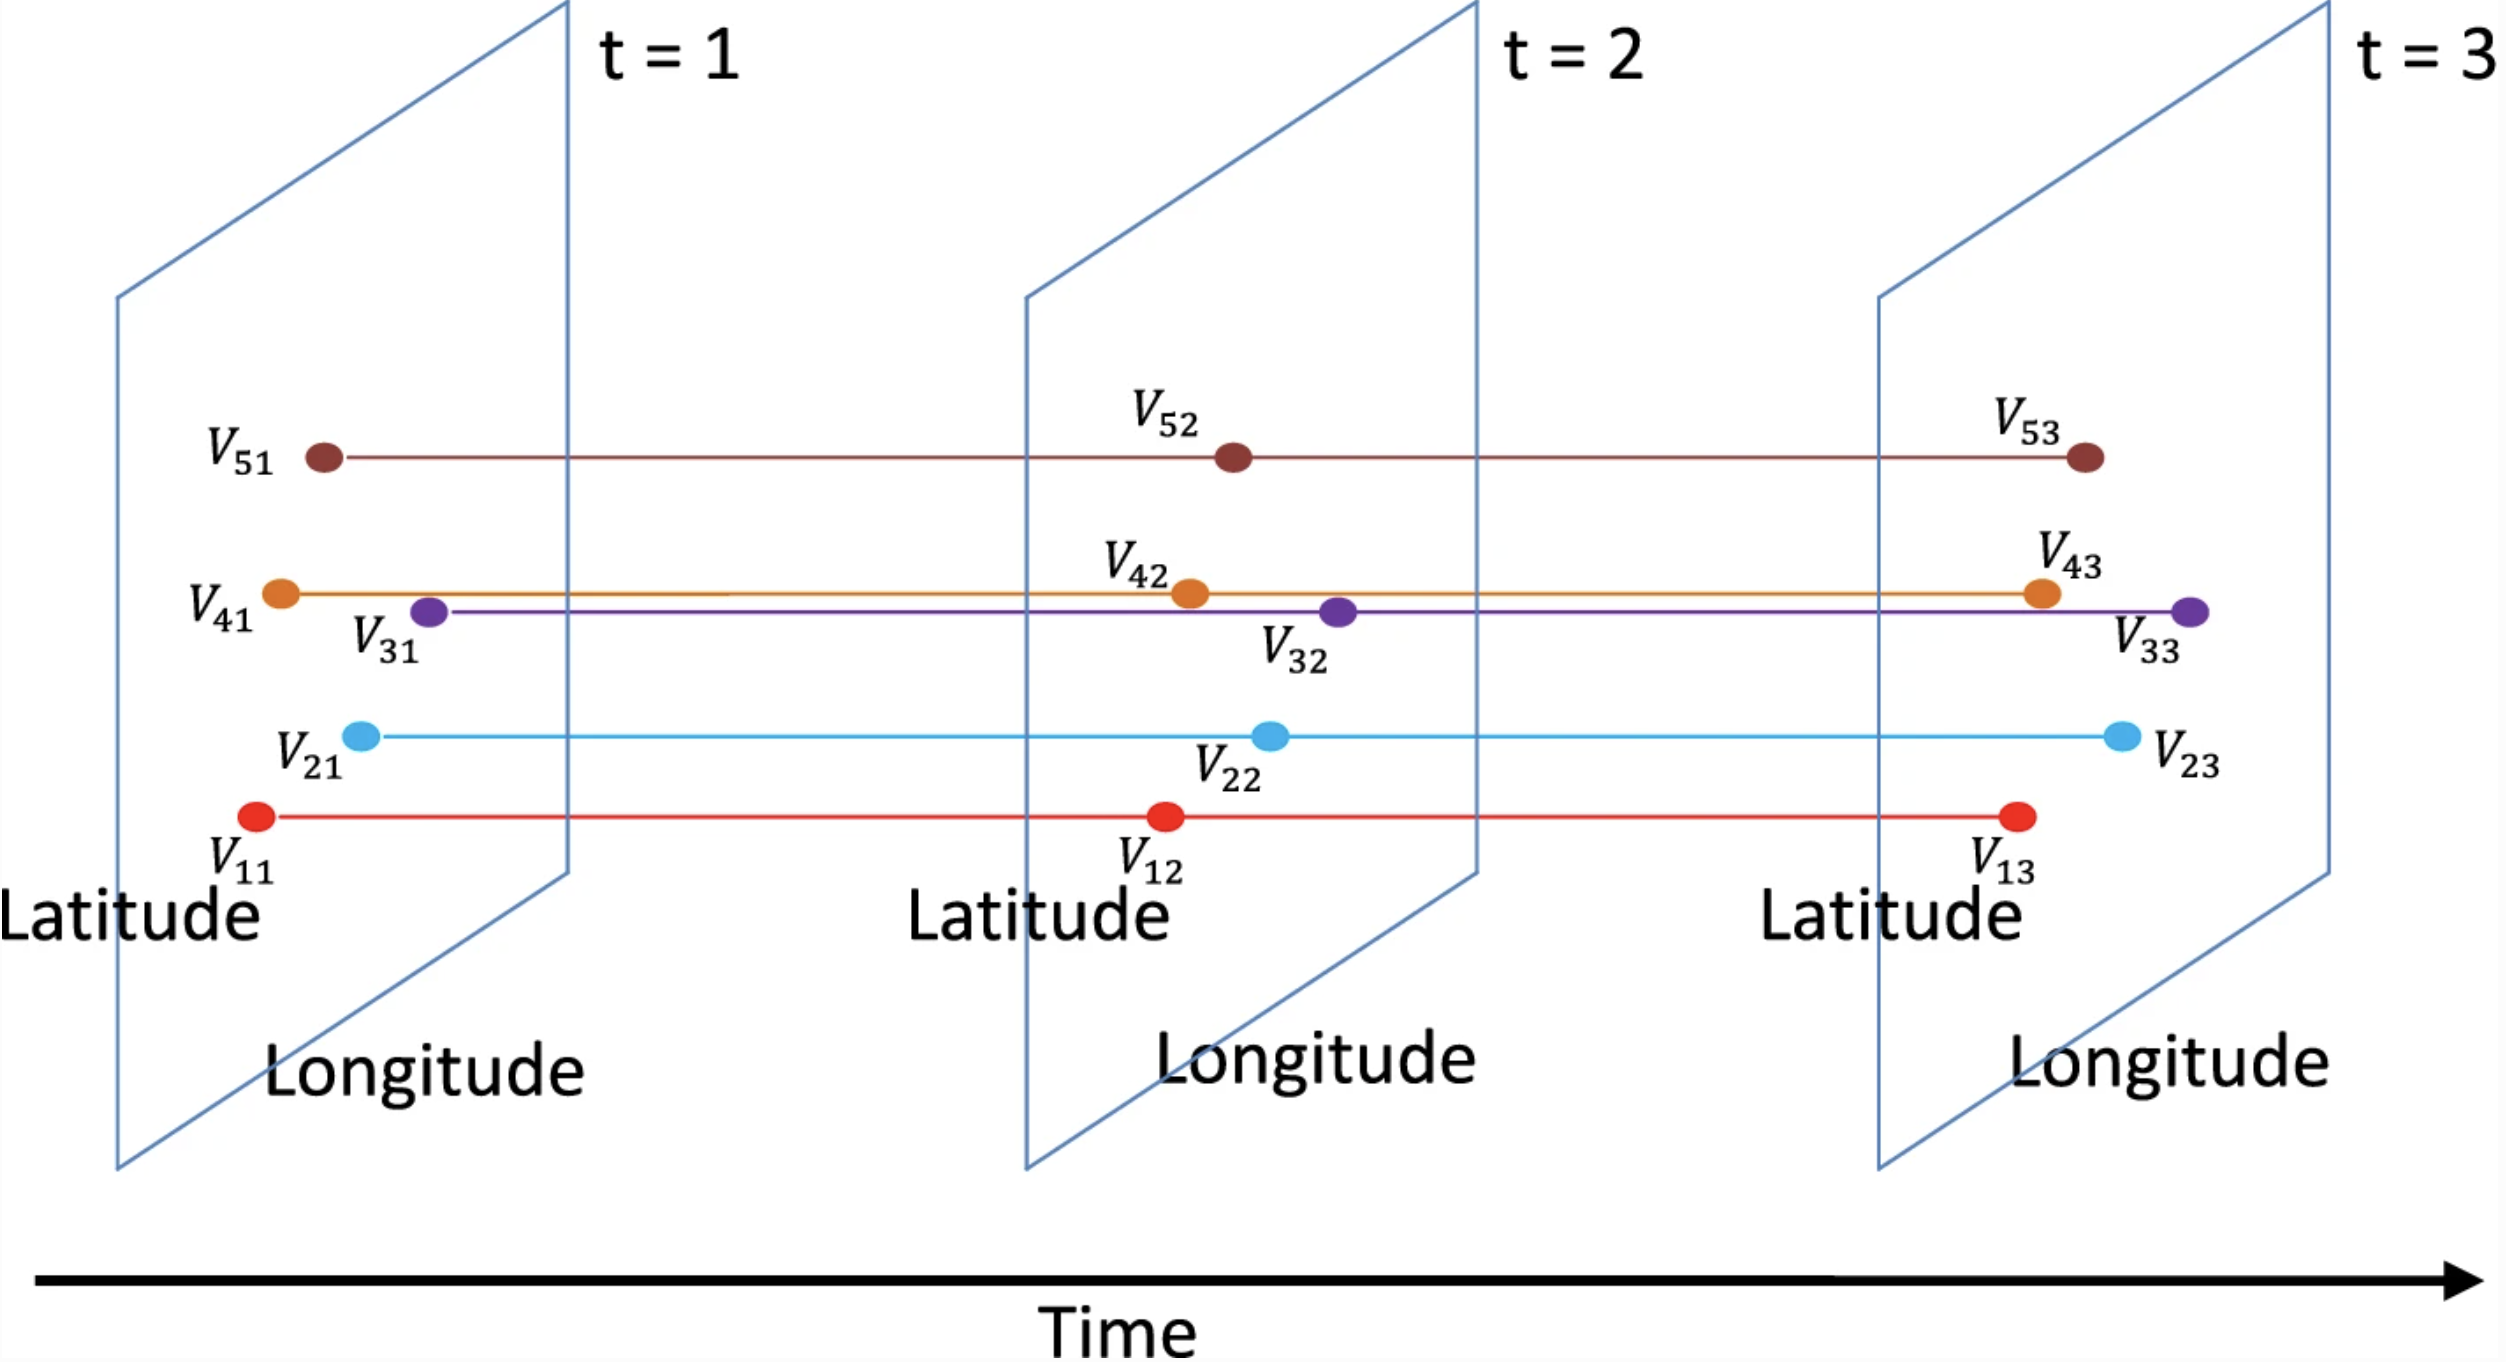 t = 1
t = 2
t = 3
V₅₂
V₅₃
V₅₁
V₄₂
V₄₃
V₄₁
V₃₁
V₃₂
V₃₃
V₂₁
V₂₂
V₂₃
V₁₁
V₁₂
V₁₃
Latitude
Latitude
Latitude
Longitude
Longitude
Longitude
Time